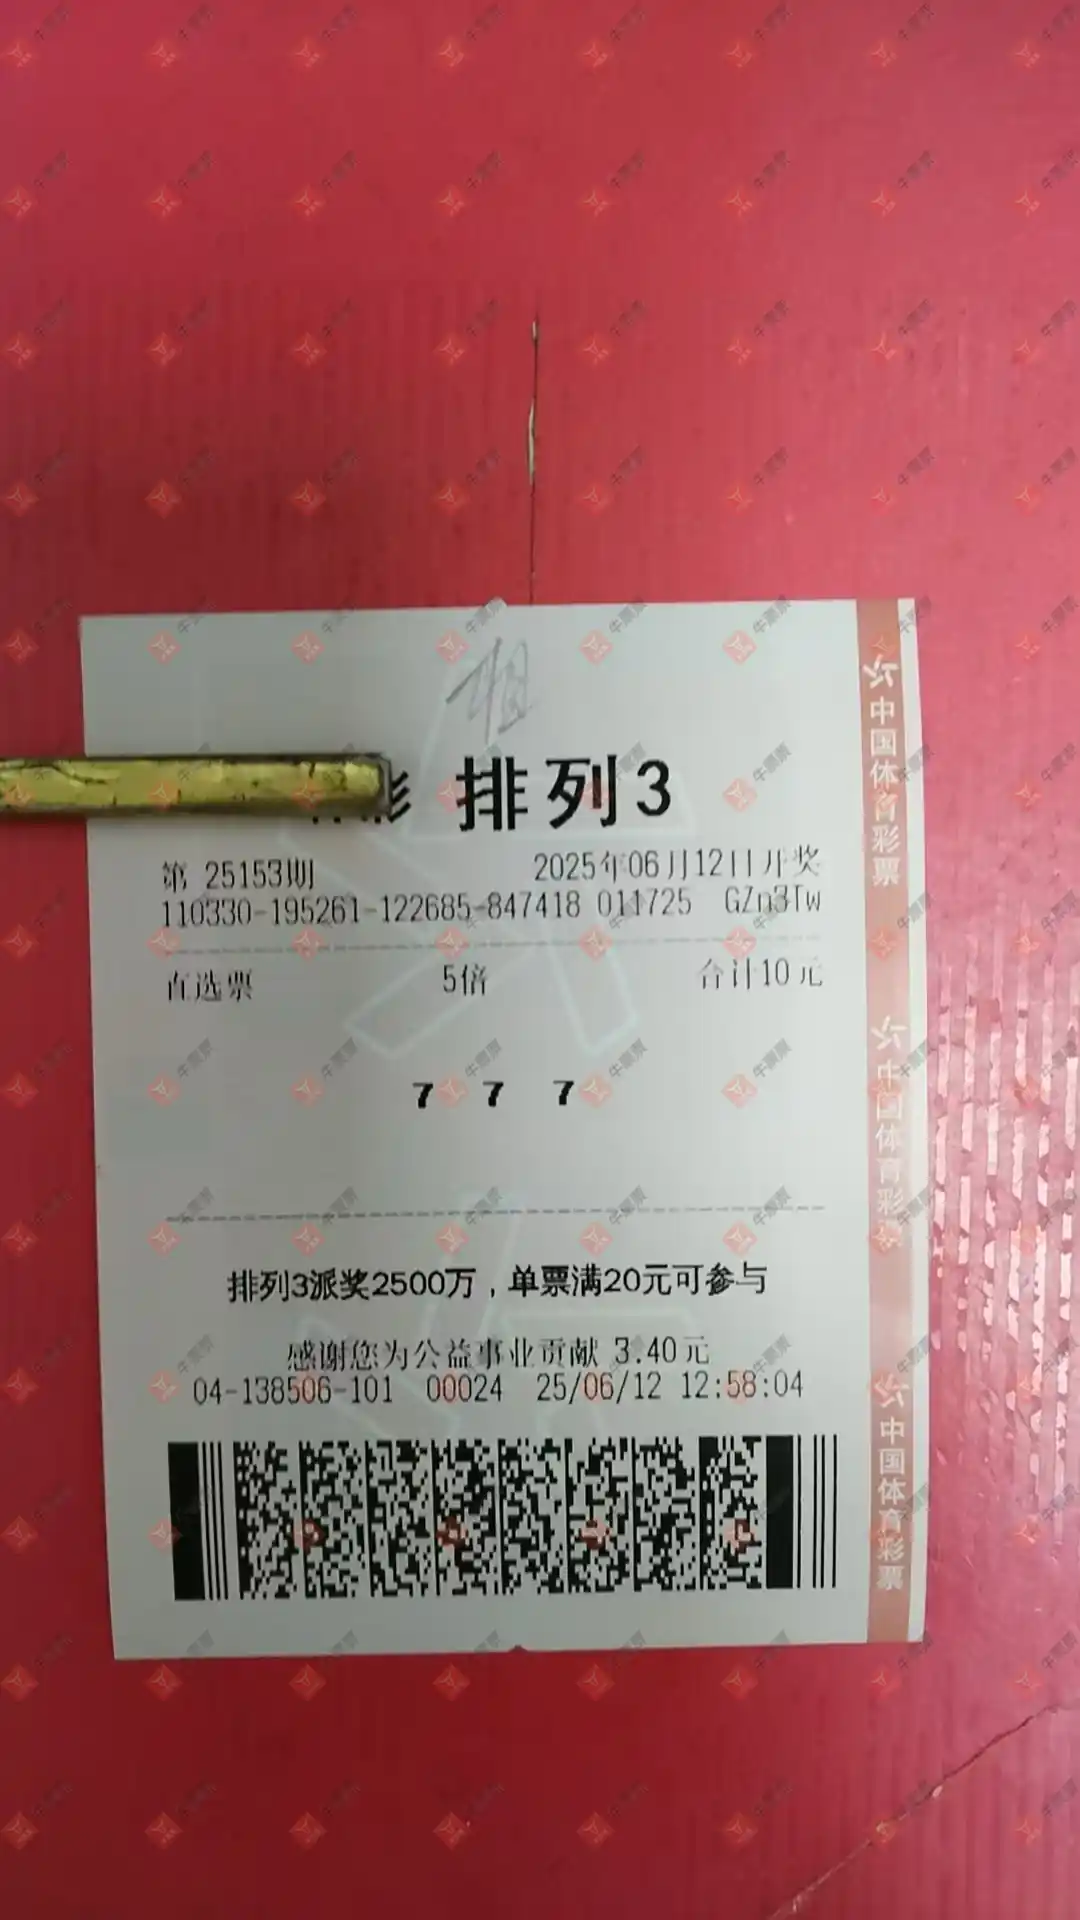 排列3
第 25153期 2025年06月12日开奖
110330-195261-122685-847418 011725 GZn3Tw
直选票 5倍 合计10元
7 7 7
排列3派奖2500万，单票满20元可参与
感谢您为公益事业贡献 3.40元
04-138506-101 00024 25/06/12 12:58:04
中国体育彩票
中国体育彩票
中国体育彩票
牛票票